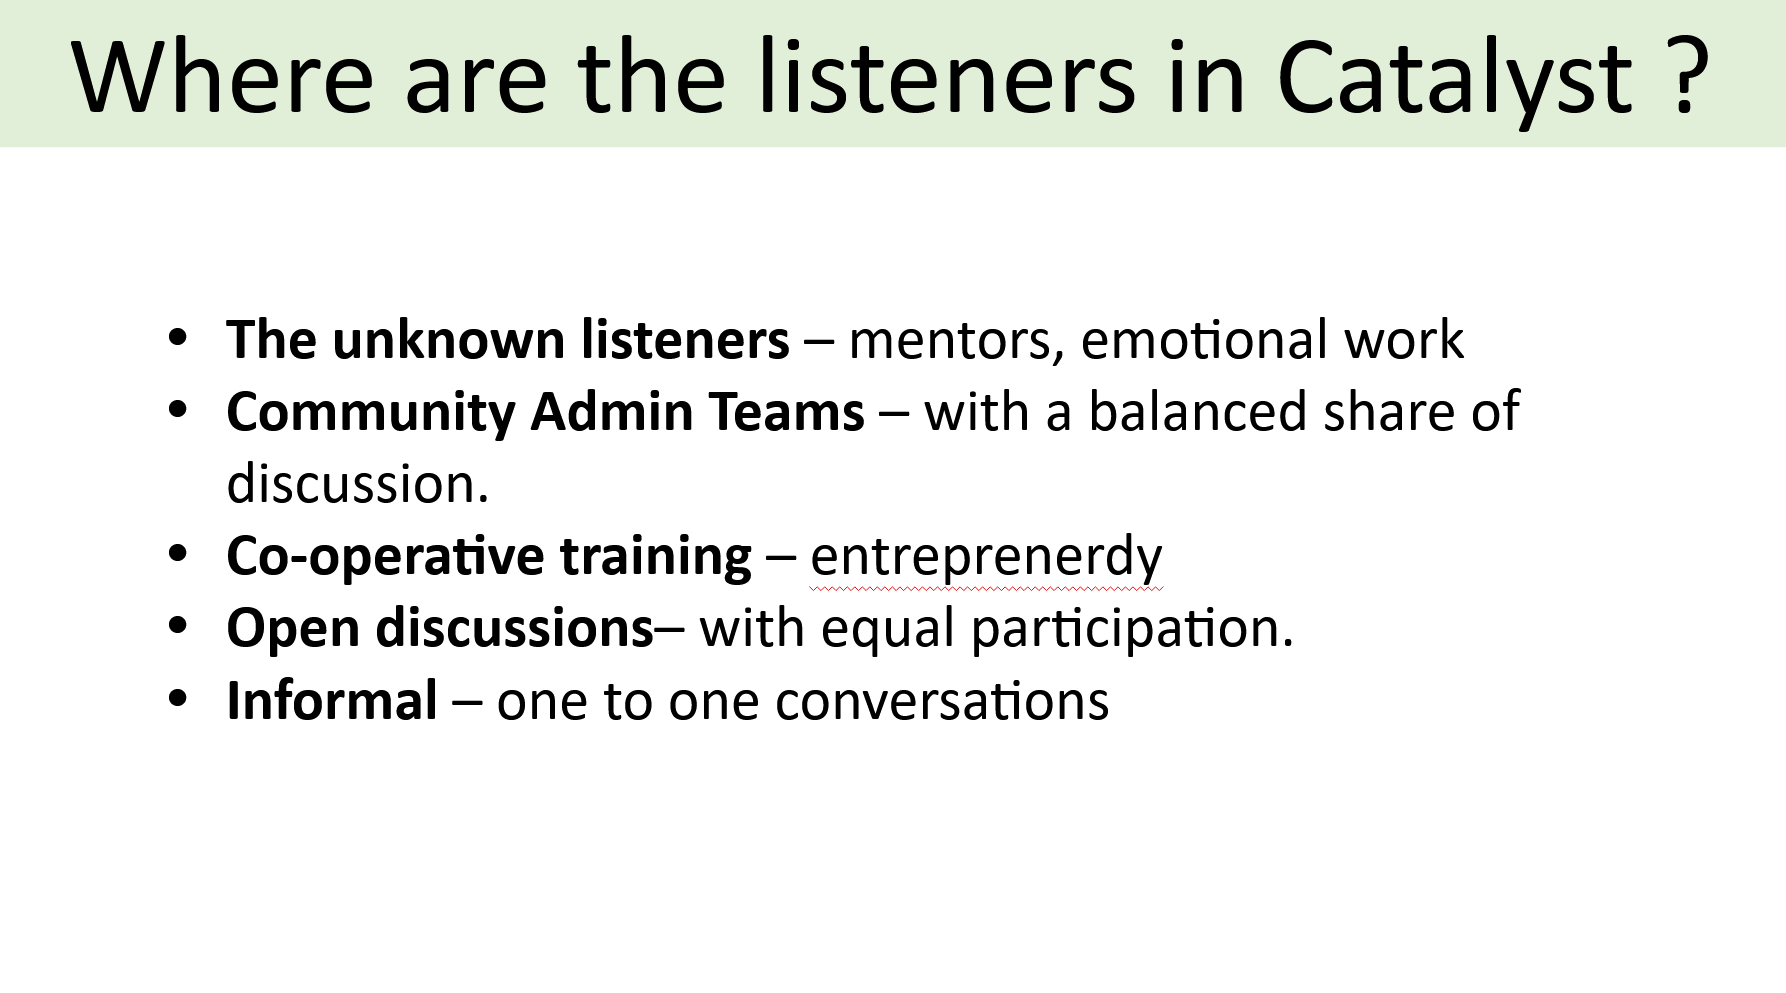 Where are the listeners in Catalyst ?
• The unknown listeners – mentors, emotional work
• Community Admin Teams – with a balanced share of
discussion.
• Co-operative training – entreprenerdy
• Open discussions– with equal participation.
• Informal – one to one conversations